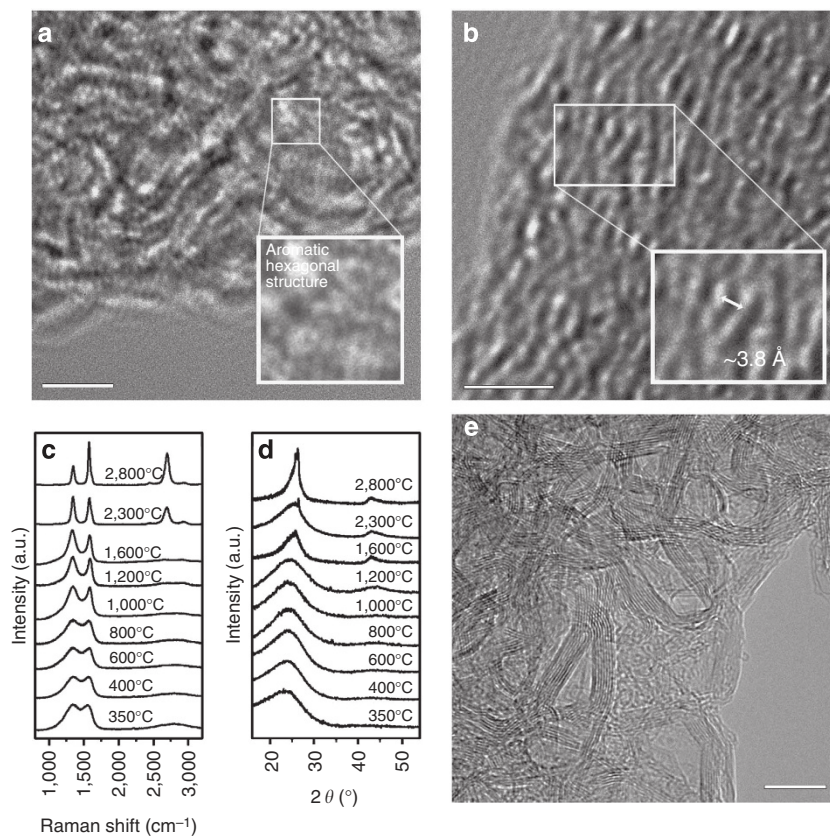 a
Aromatic
hexagonal
structure
b
~3.8 Å
c
2,800°C
2,300°C
1,600°C
1,200°C
1,000°C
800°C
600°C
400°C
350°C
Intensity (a.u.)
1,000
1,500
2,000
2,500
3,000
Raman shift (cm⁻¹)
d
2,800°C
2,300°C
1,600°C
1,200°C
1,000°C
800°C
600°C
400°C
350°C
Intensity (a.u.)
20
30
40
50
2 θ (°)
e